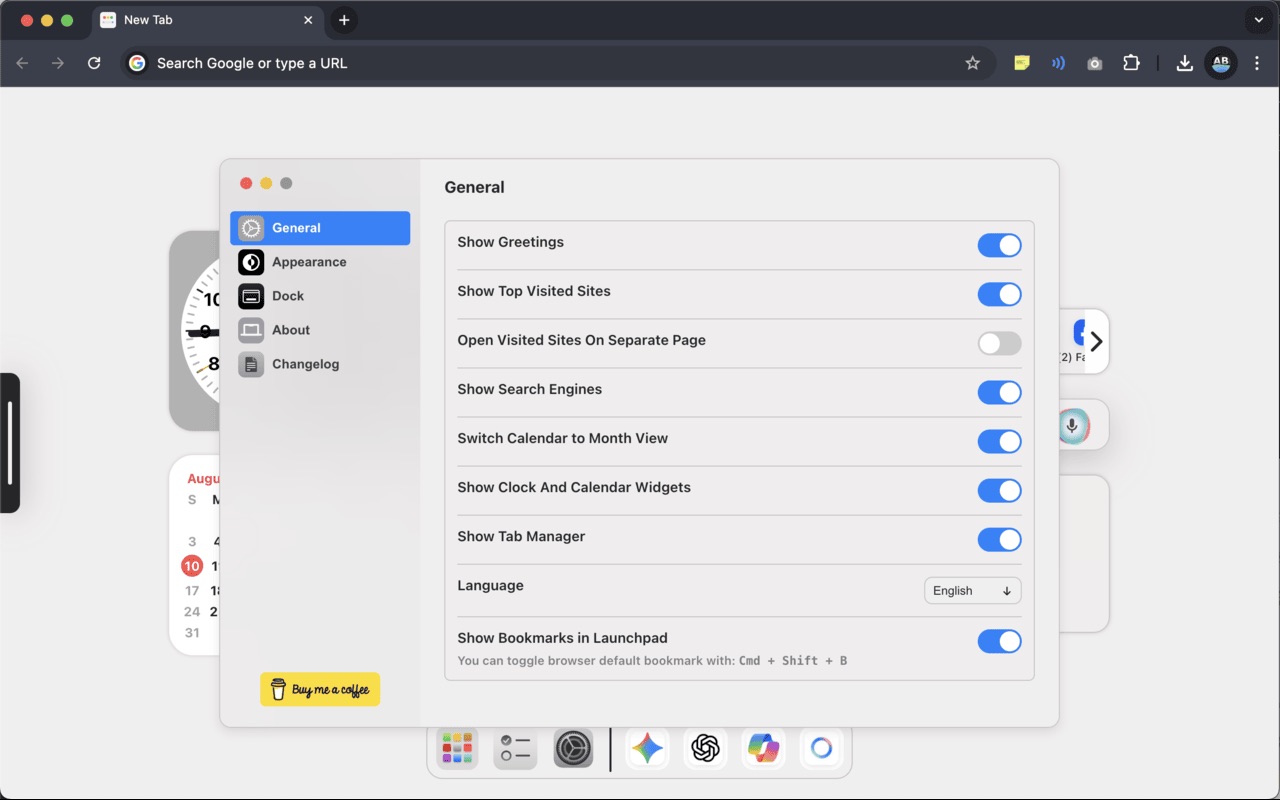 New Tab
Search Google or type a URL
AB
General
Appearance
Dock
About
Changelog
Buy me a coffee
General
Show Greetings
Show Top Visited Sites
Open Visited Sites On Separate Page
Show Search Engines
Switch Calendar to Month View
Show Clock And Calendar Widgets
Show Tab Manager
Language
English
Show Bookmarks in Launchpad
You can toggle browser default bookmark with: Cmd + Shift + B
10
9
8
Augu
S
3 4
10
17
24
31
(2) Fa